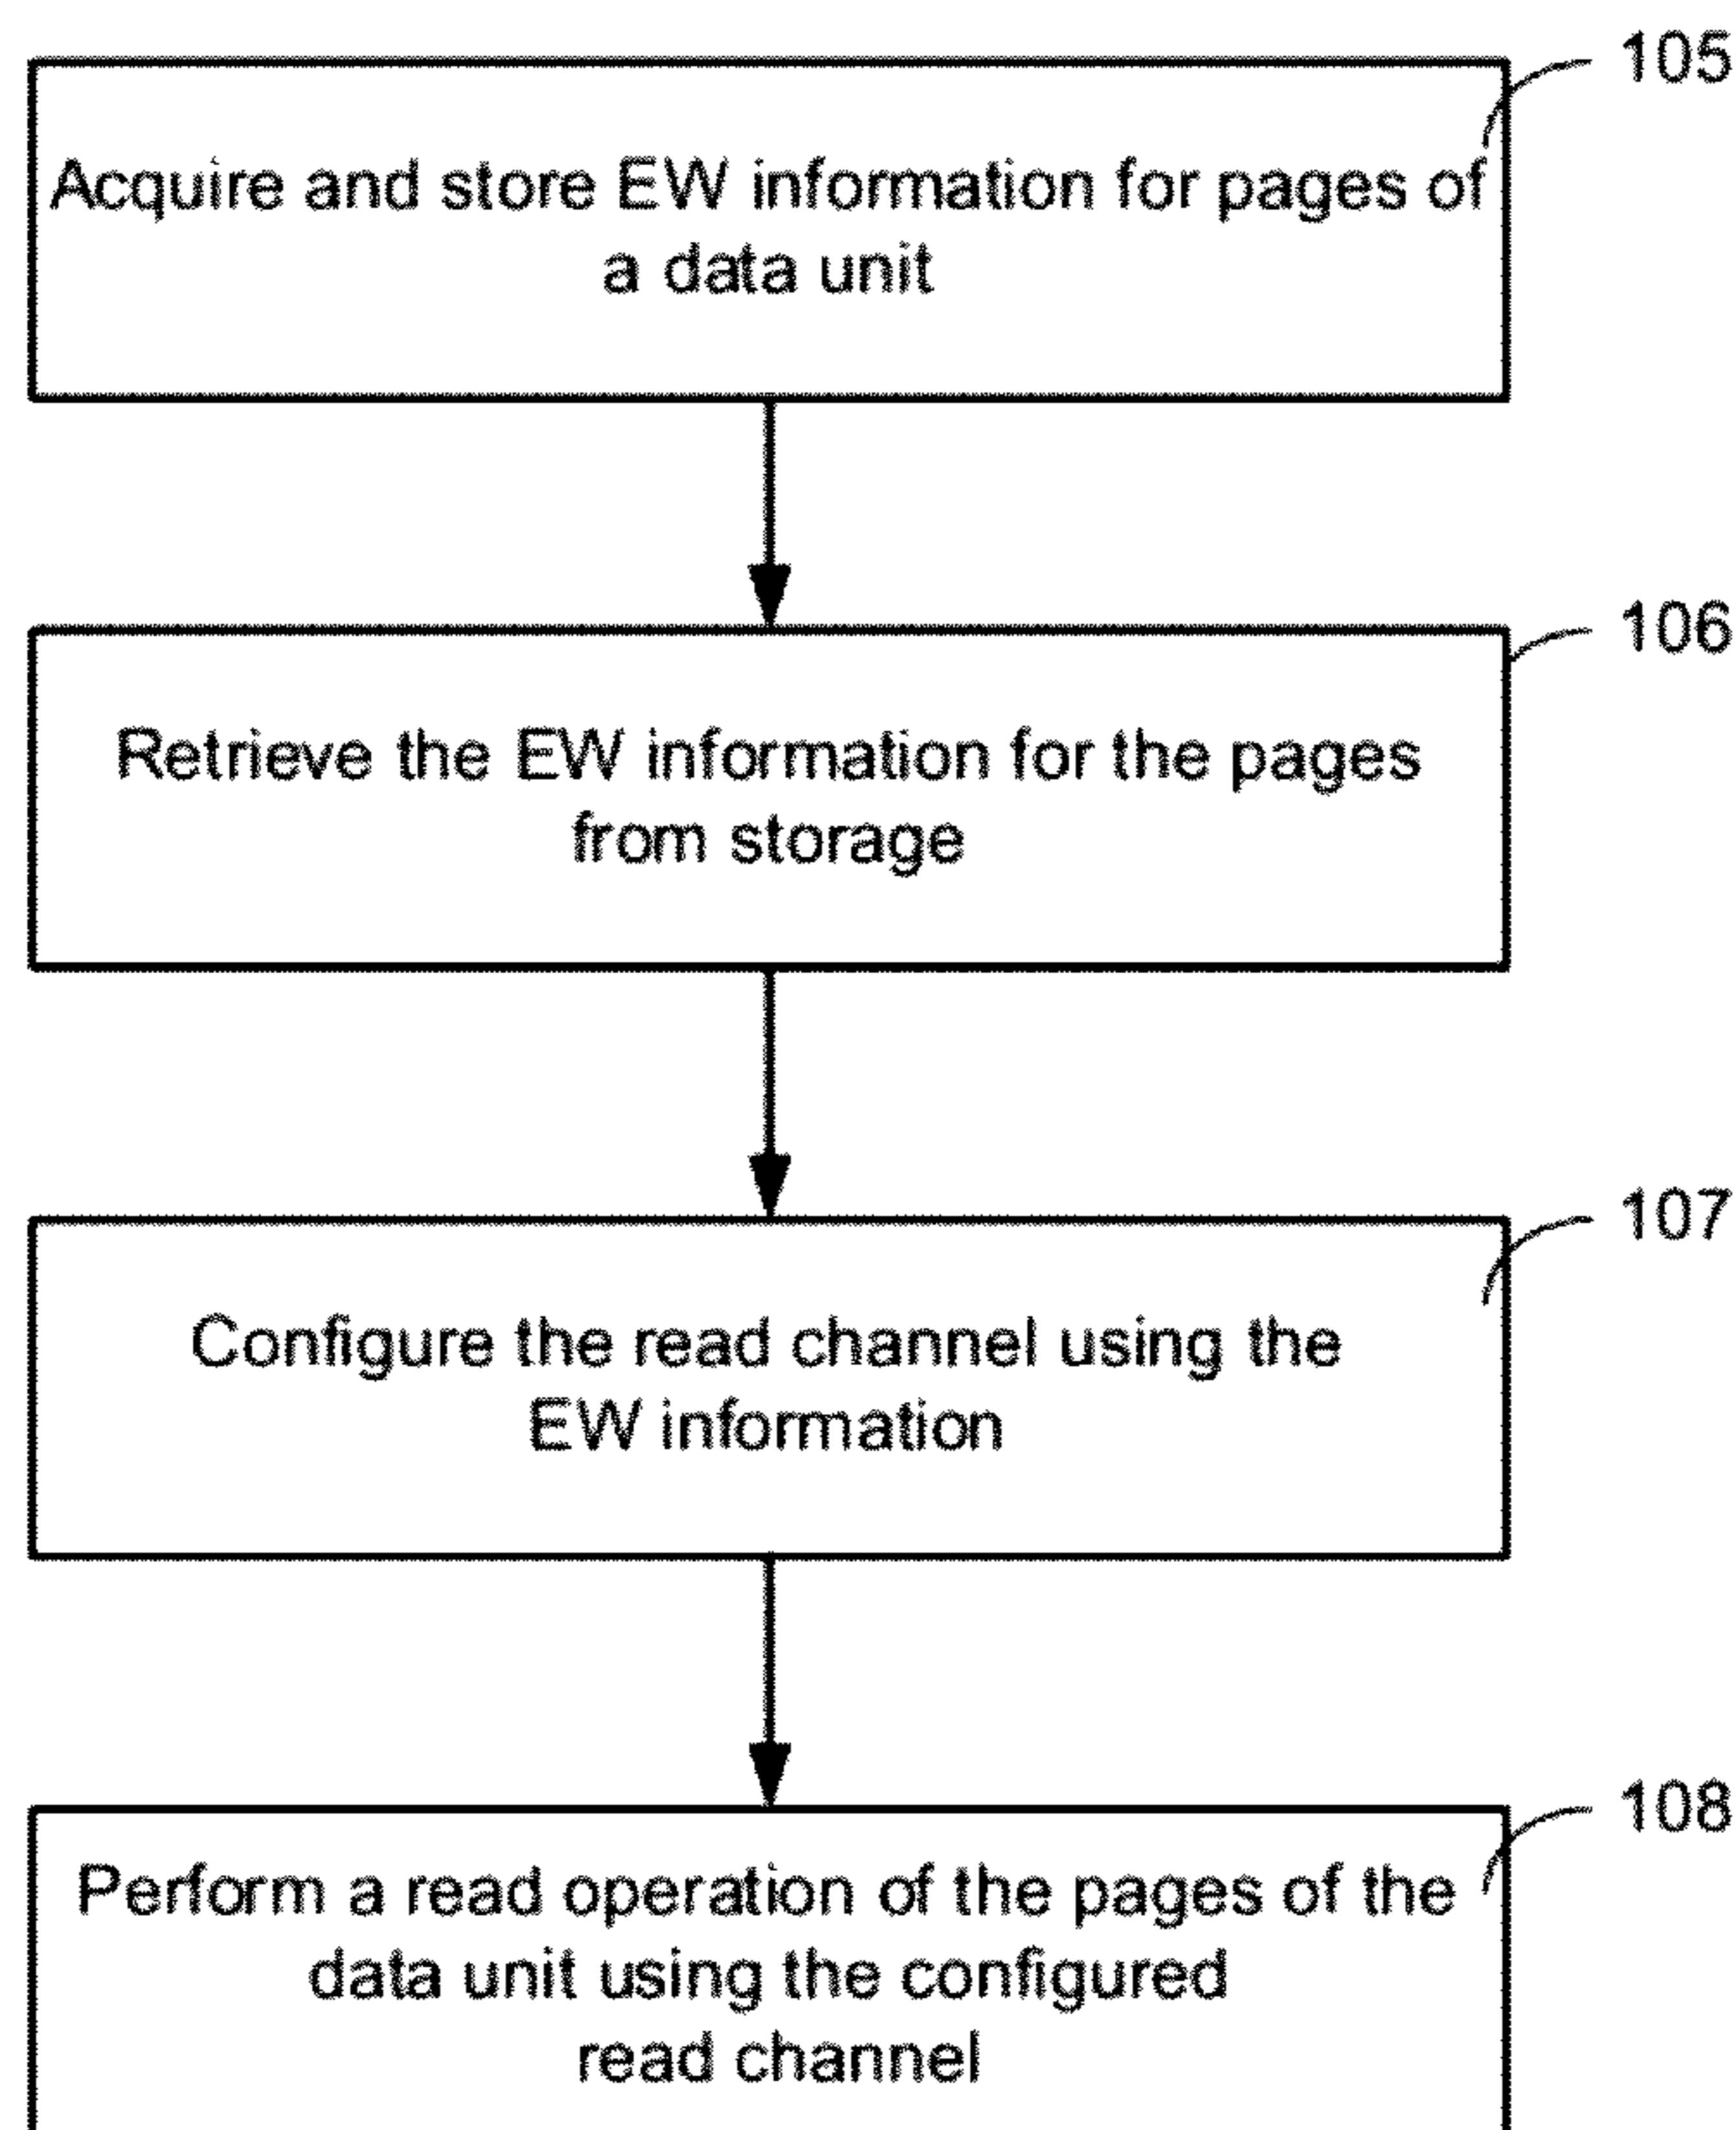 105
Acquire and store EW information for pages of
a data unit
106
Retrieve the EW information for the pages
from storage
107
Configure the read channel using the
EW information
108
Perform a read operation of the pages of the
data unit using the configured
read channel